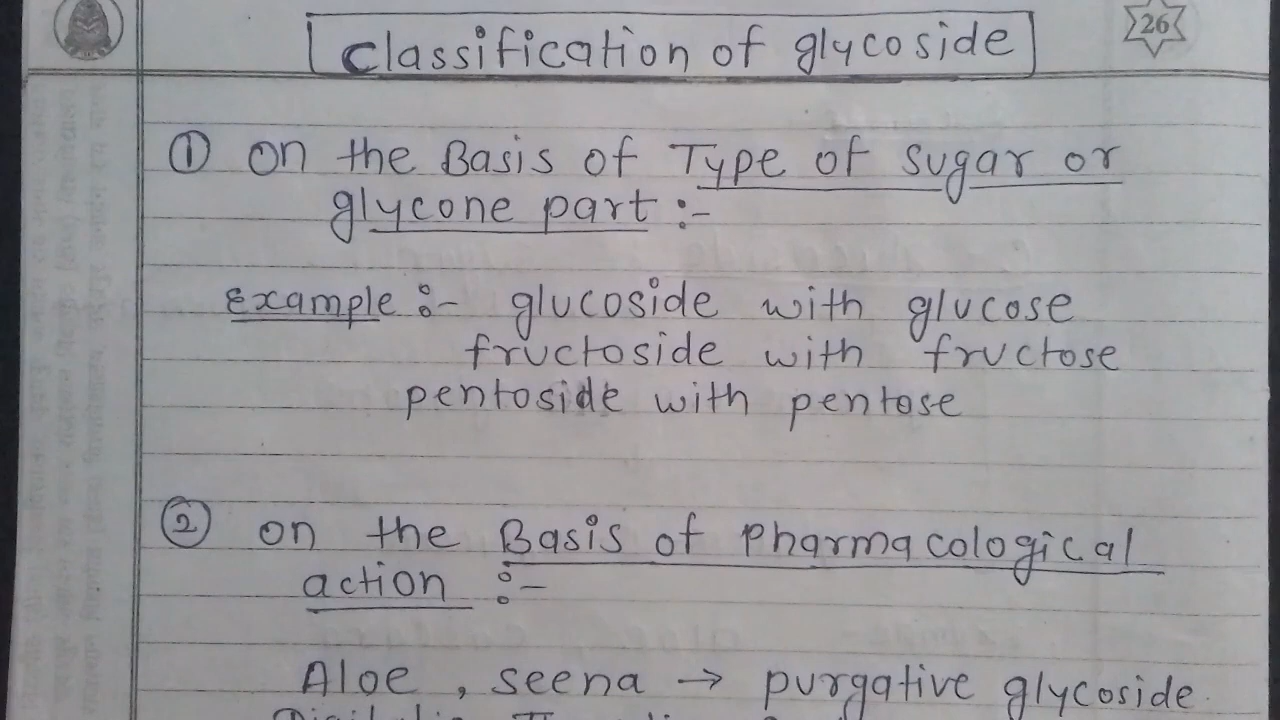 26
Classification of glycoside
① on the Basis of Type of sugar or
glycone part :-
Example :- glucoside with glucose
fructoside with fructose
pentoside with pentose
② on the Basis of Pharmacological
action :-
Aloe , seena → purgative glycoside.